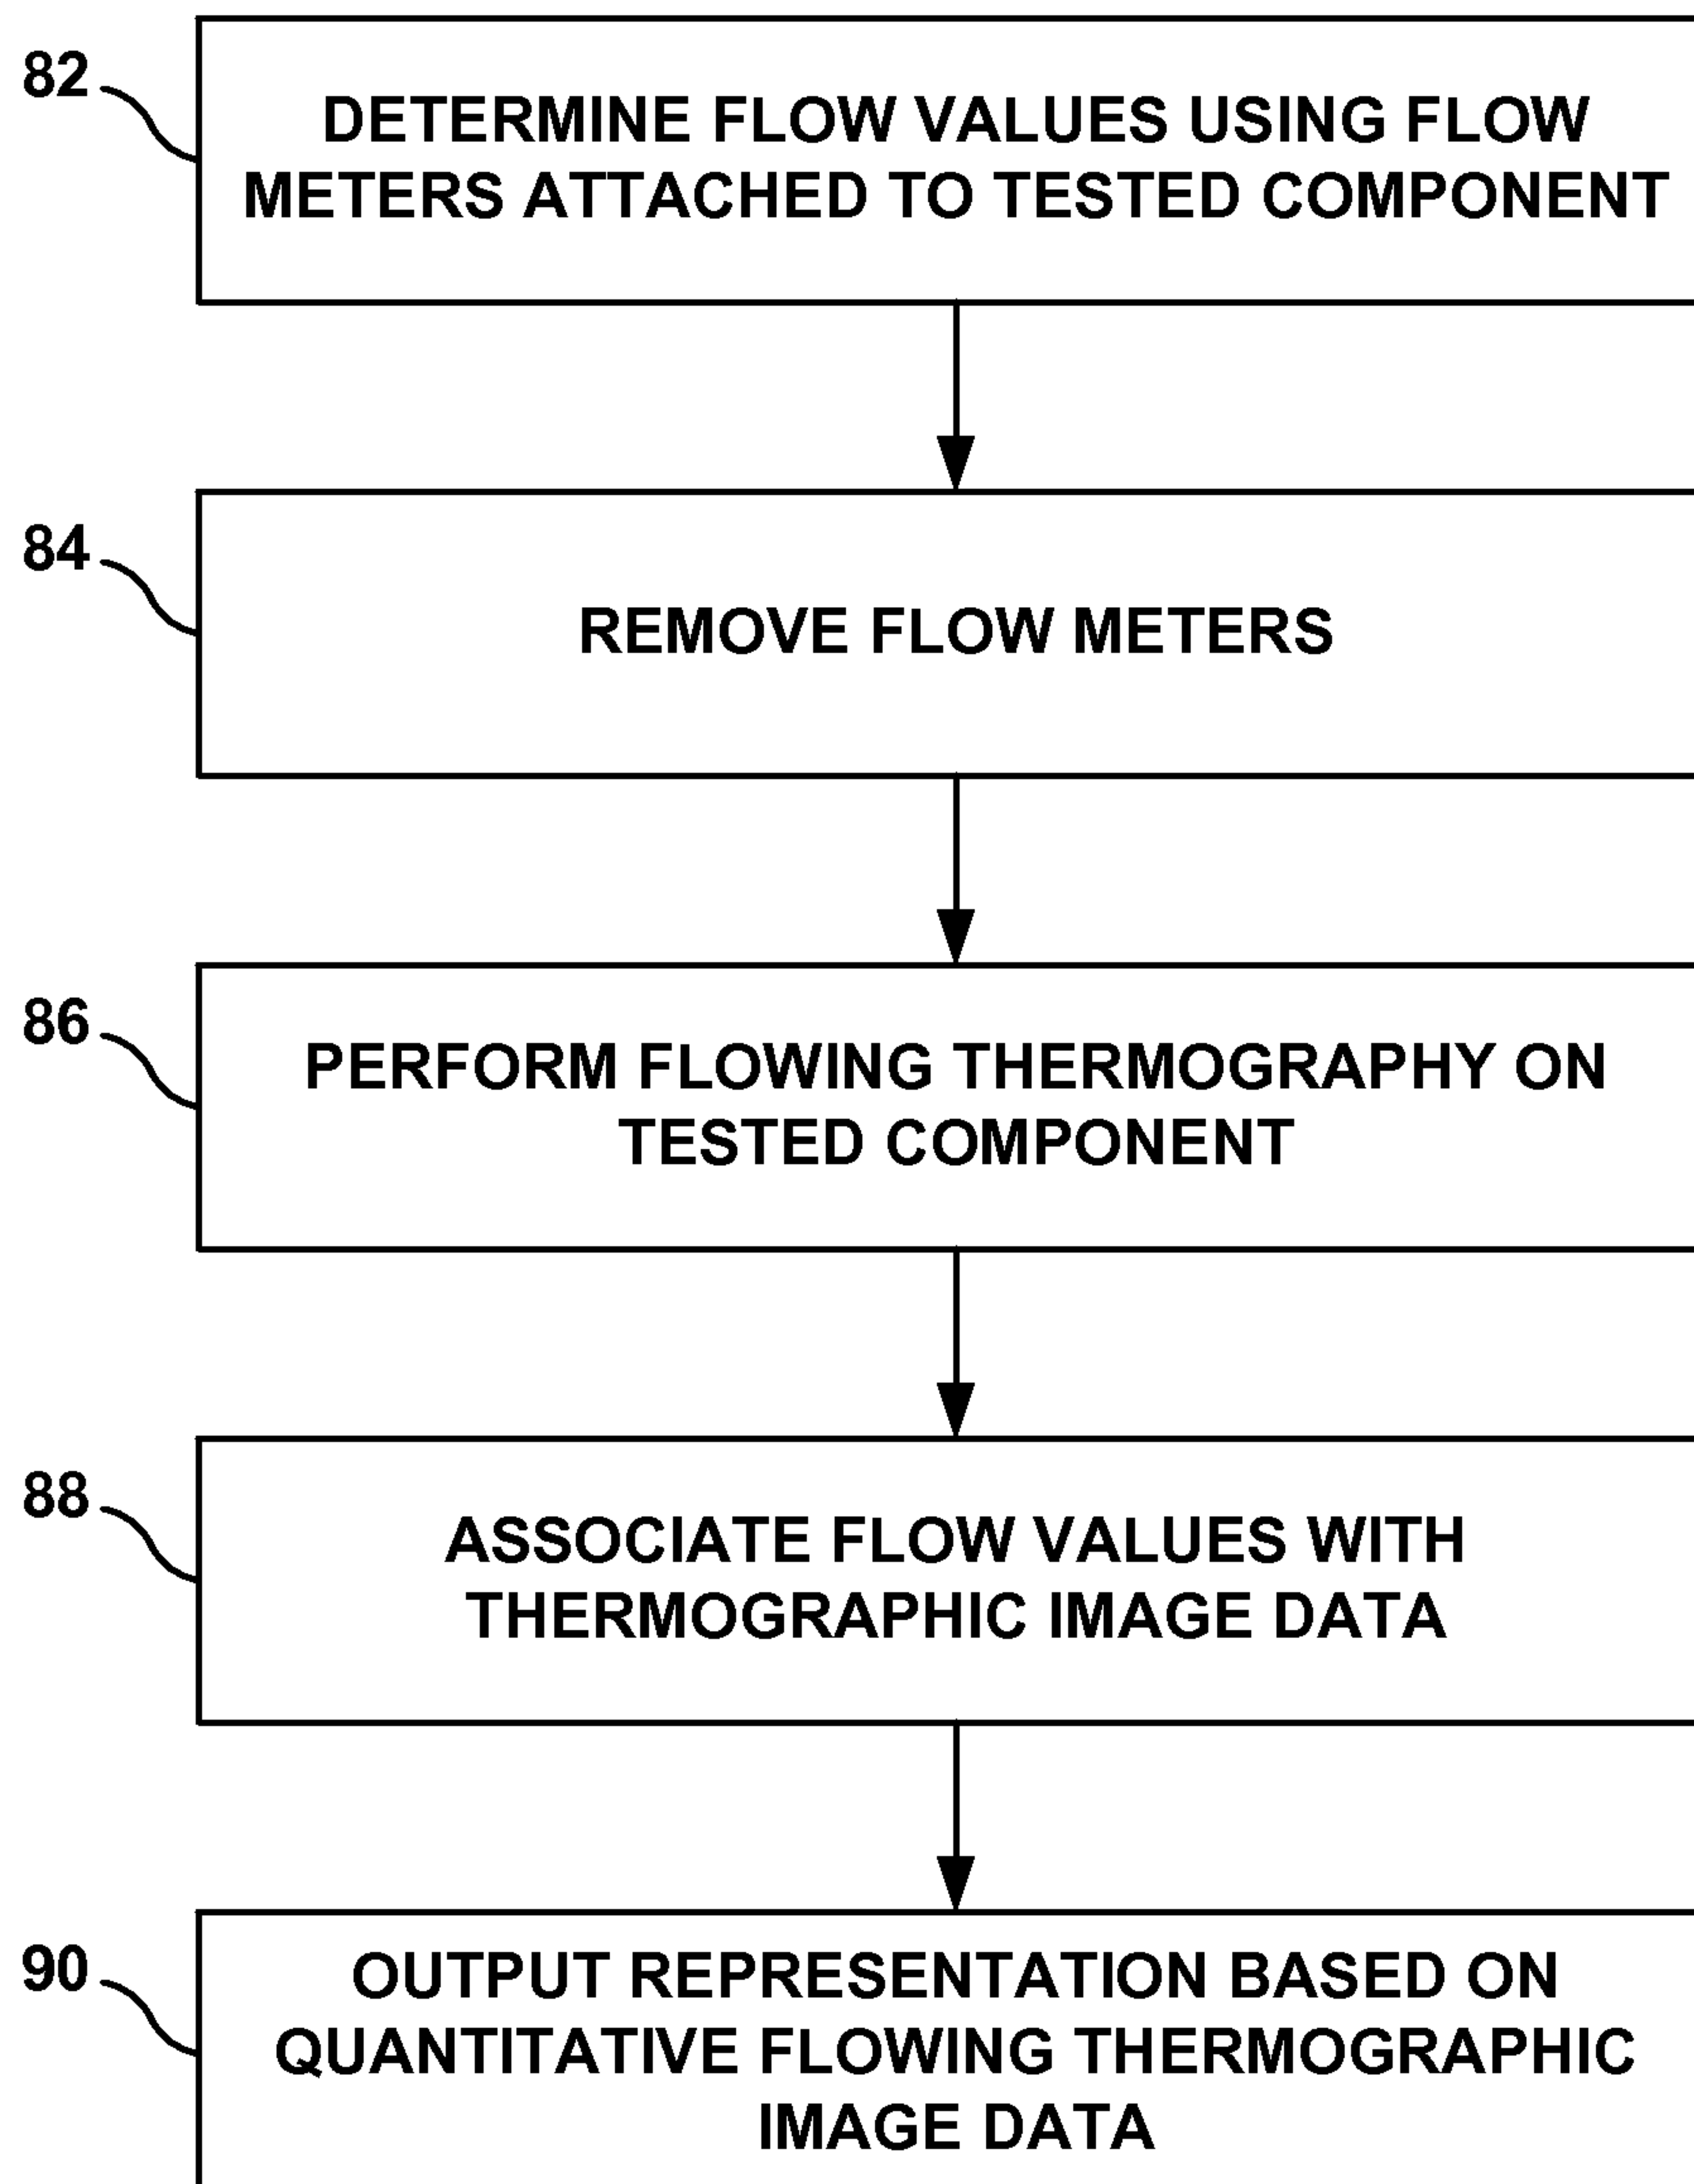 82
DETERMINE FLOW VALUES USING FLOW
METERS ATTACHED TO TESTED COMPONENT
84
REMOVE FLOW METERS
86
PERFORM FLOWING THERMOGRAPHY ON
TESTED COMPONENT
88
ASSOCIATE FLOW VALUES WITH
THERMOGRAPHIC IMAGE DATA
90
OUTPUT REPRESENTATION BASED ON
QUANTITATIVE FLOWING THERMOGRAPHIC
IMAGE DATA